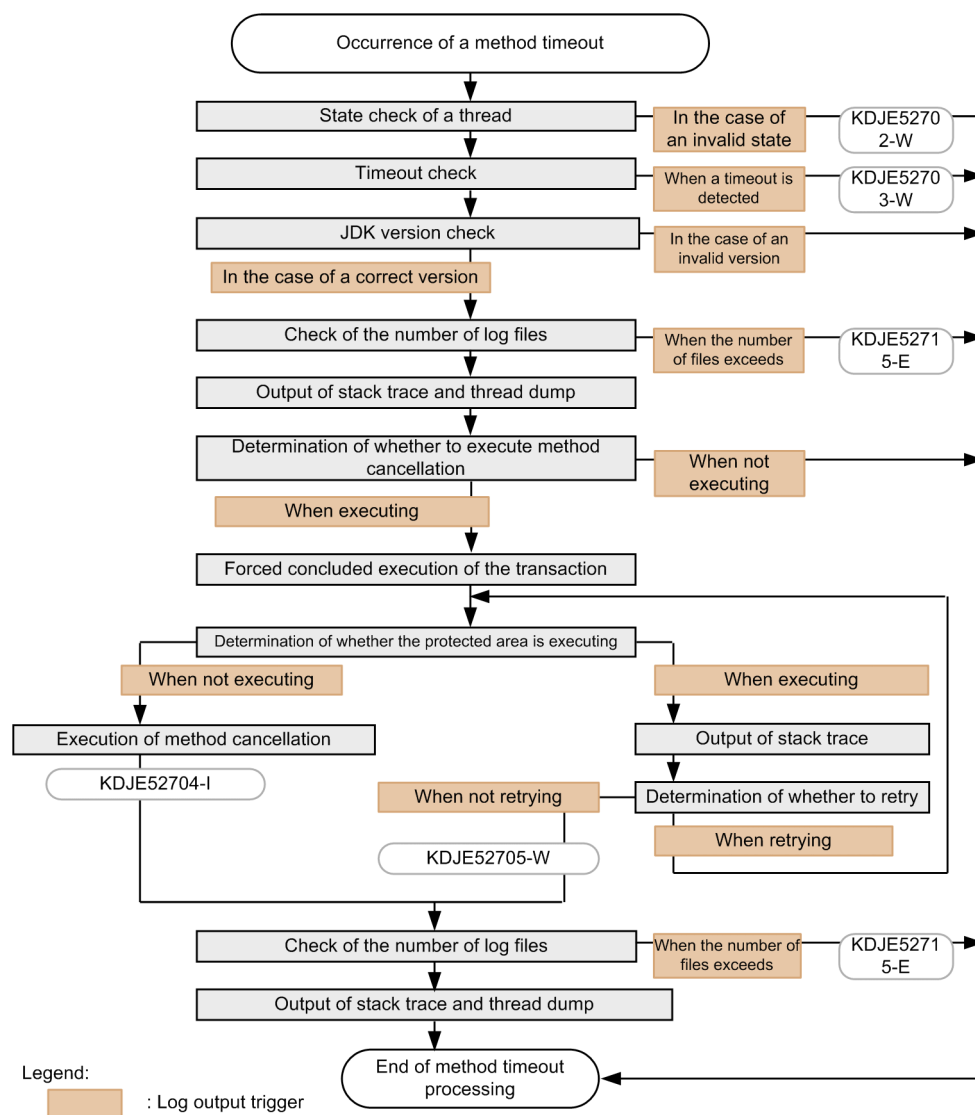 Occurrence of a method timeout
State check of a thread
In the case of
an invalid state
KDJE5270
2-W
Timeout check
When a timeout is
detected
KDJE5270
3-W
JDK version check
In the case of an
invalid version
In the case of a correct version
Check of the number of log files
When the number
of files exceeds
KDJE5271
5-E
Output of stack trace and thread dump
Determination of whether to execute method
cancellation
When not
executing
When executing
Forced concluded execution of the transaction
Determination of whether the protected area is executing
When not executing
When executing
Execution of method cancellation
Output of stack trace
KDJE52704-I
When not retrying
Determination of whether to retry
When retrying
KDJE52705-W
Check of the number of log files
When the number of
files exceeds
KDJE5271
5-E
Output of stack trace and thread dump
End of method timeout
processing
Legend:
: Log output trigger